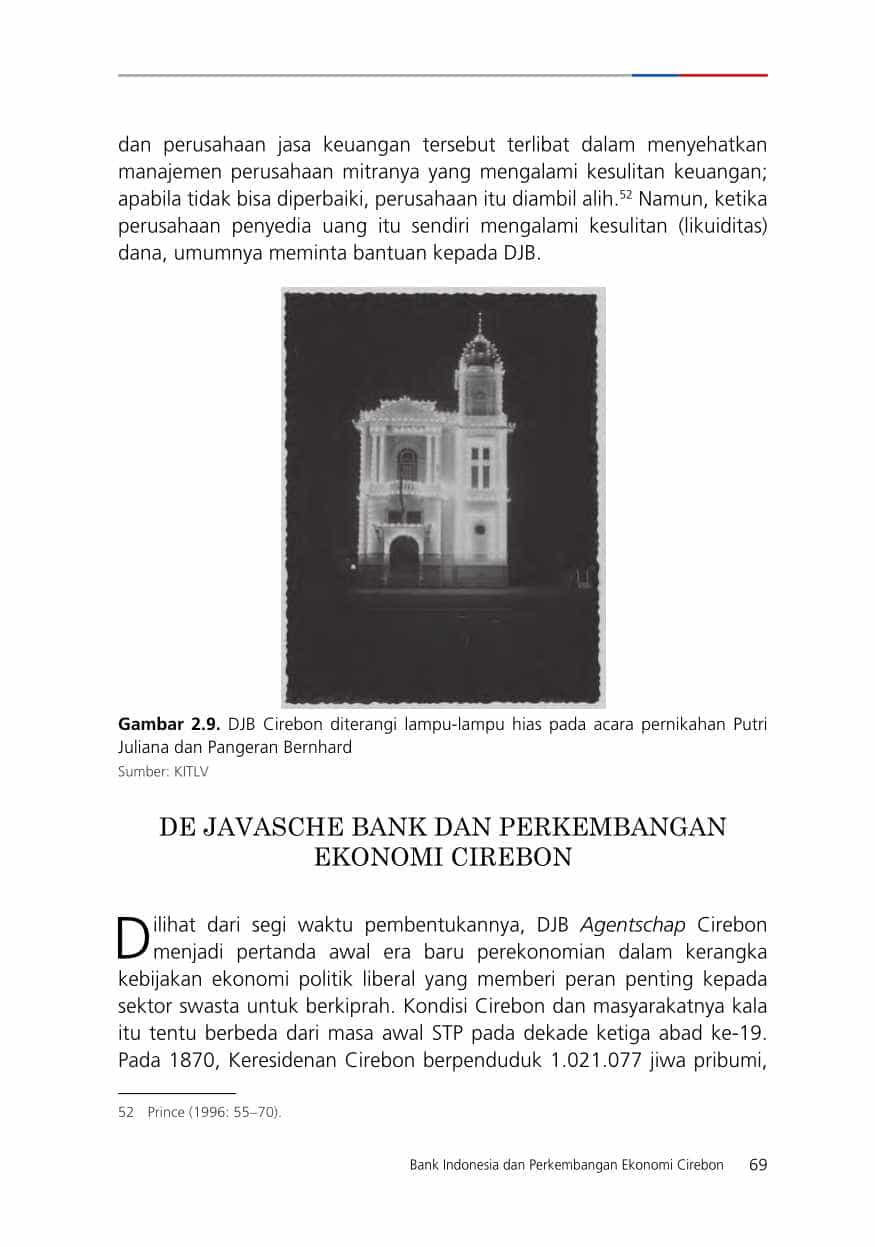 dan perusahaan jasa keuangan tersebut terlibat dalam menyehatkan
manajemen perusahaan mitranya yang mengalami kesulitan keuangan;
apabila tidak bisa diperbaiki, perusahaan itu diambil alih.52 Namun, ketika
perusahaan penyedia uang itu sendiri mengalami kesulitan (likuiditas)
dana, umumnya meminta bantuan kepada DJB.
Gambar 2.9. DJB Cirebon diterangi lampu-lampu hias pada acara pernikahan Putri
Juliana dan Pangeran Bernhard
Sumber: KITLV
DE JAVASCHE BANK DAN PERKEMBANGAN
EKONOMI CIREBON
Dilihat dari segi waktu pembentukannya, DJB Agentschap Cirebon
menjadi pertanda awal era baru perekonomian dalam kerangka
kebijakan ekonomi politik liberal yang memberi peran penting kepada
sektor swasta untuk berkiprah. Kondisi Cirebon dan masyarakatnya kala
itu tentu berbeda dari masa awal STP pada dekade ketiga abad ke-19.
Pada 1870, Keresidenan Cirebon berpenduduk 1.021.077 jiwa pribumi,
52 Prince (1996: 55–70).
Bank Indonesia dan Perkembangan Ekonomi Cirebon 69